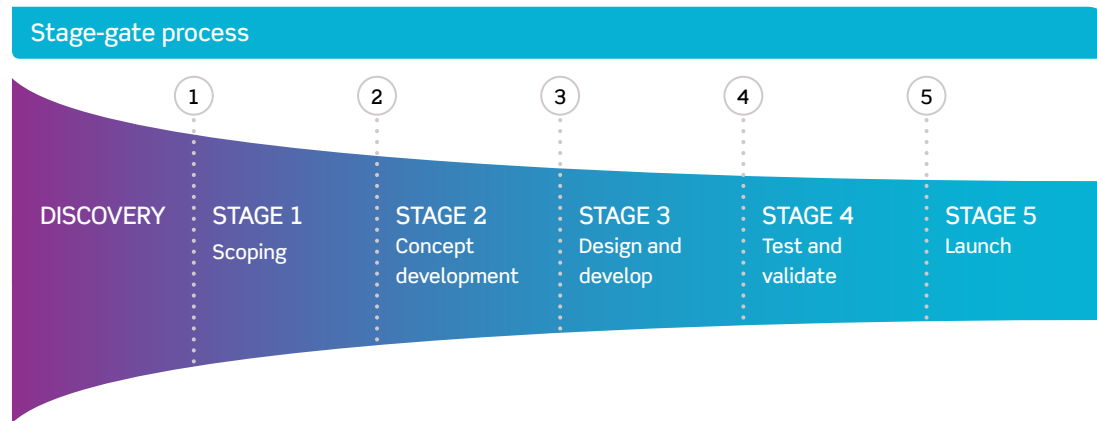 Stage-gate process
1
2
3
4
5
DISCOVERY
STAGE 1
Scoping
STAGE 2
Concept
development
STAGE 3
Design and
develop
STAGE 4
Test and
validate
STAGE 5
Launch